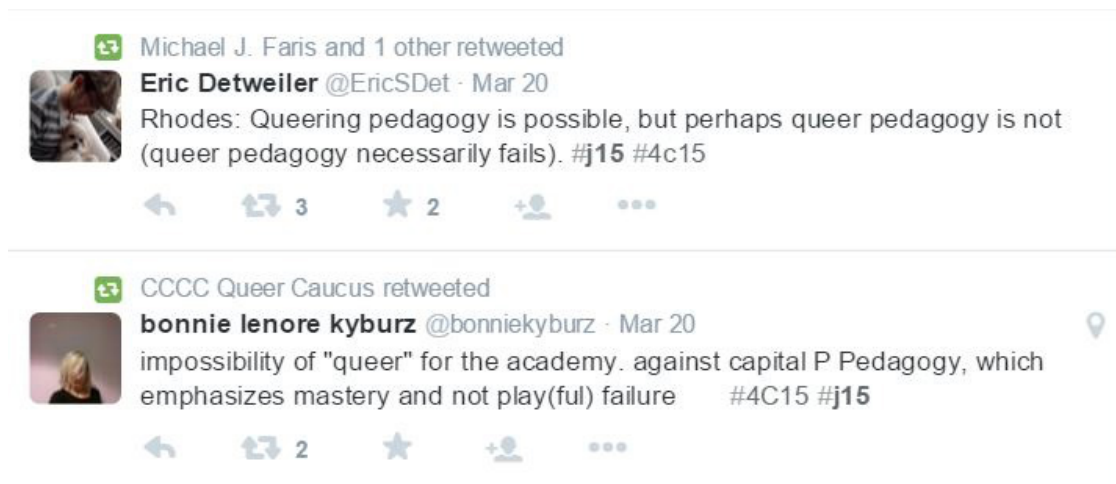 Michael J. Faris and 1 other retweeted
Eric Detweiler @EricSDet · Mar 20
Rhodes: Queering pedagogy is possible, but perhaps queer pedagogy is not
(queer pedagogy necessarily fails). #j15 #4c15
3 2
CCCC Queer Caucus retweeted
bonnie lenore kyburz @bonniekyburz · Mar 20
impossibility of "queer" for the academy. against capital P Pedagogy, which
emphasizes mastery and not play(ful) failure #4C15 #j15
2